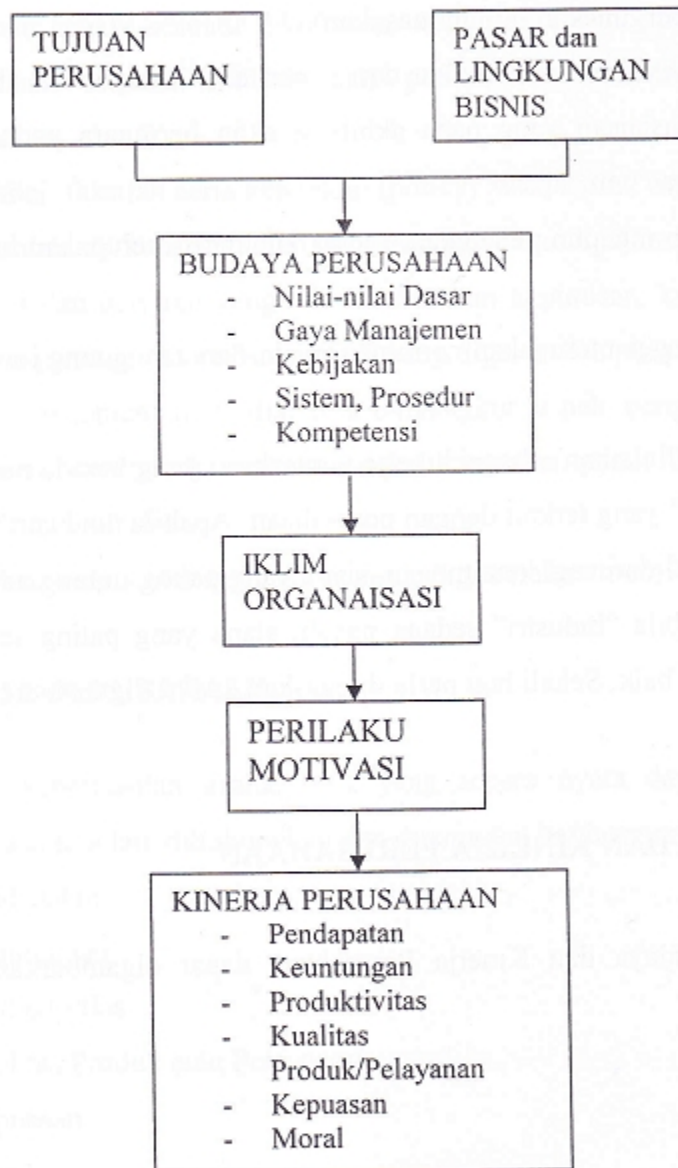 TUJUAN
PERUSAHAAN
PASAR dan
LINGKUNGAN
BISNIS
BUDAYA PERUSAHAAN
- Nilai-nilai Dasar
- Gaya Manajemen
- Kebijakan
- Sistem, Prosedur
- Kompetensi
IKLIM
ORGANAISASI
PERILAKU
MOTIVASI
KINERJA PERUSAHAAN
- Pendapatan
- Keuntungan
- Produktivitas
- Kualitas
Produk/Pelayanan
- Kepuasan
- Moral